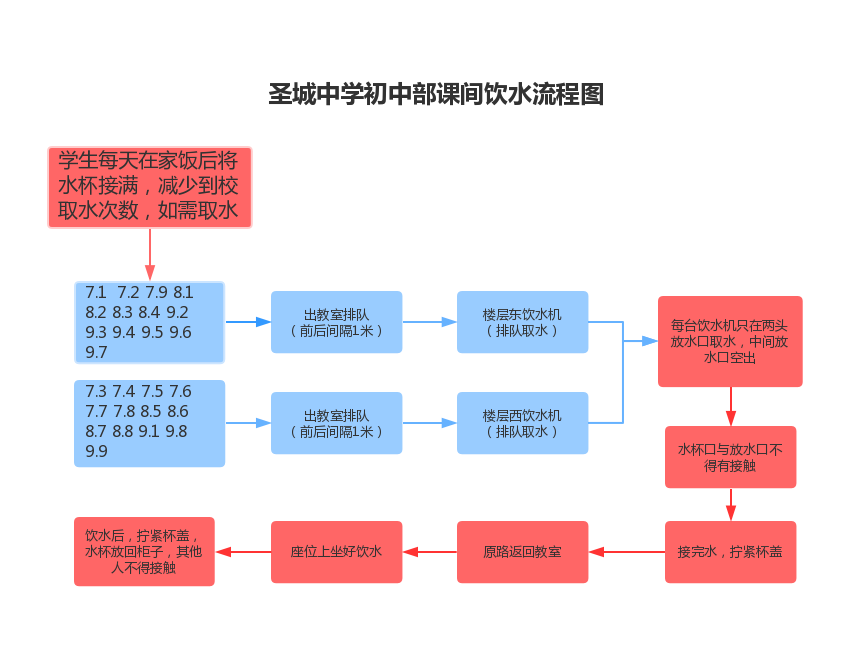 圣城中学初中部课间饮水流程图
学生每天在家饭后将
水杯接满，减少到校
取水次数，如需取水
7.1 7.2 7.9 8.1
8.2 8.3 8.4 9.2
9.3 9.4 9.5 9.6
9.7
出教室排队
（前后间隔1米）
楼层东饮水机
（排队取水）
每台饮水机只在两头
放水口取水，中间放
水口空出
7.3 7.4 7.5 7.6
7.7 7.8 8.5 8.6
8.7 8.8 9.1 9.8
9.9
出教室排队
（前后间隔1米）
楼层西饮水机
（排队取水）
水杯口与放水口不
得有接触
接完水，拧紧杯盖
原路返回教室
座位上坐好饮水
饮水后，拧紧杯盖，
水杯放回柜子，其他
人不得接触